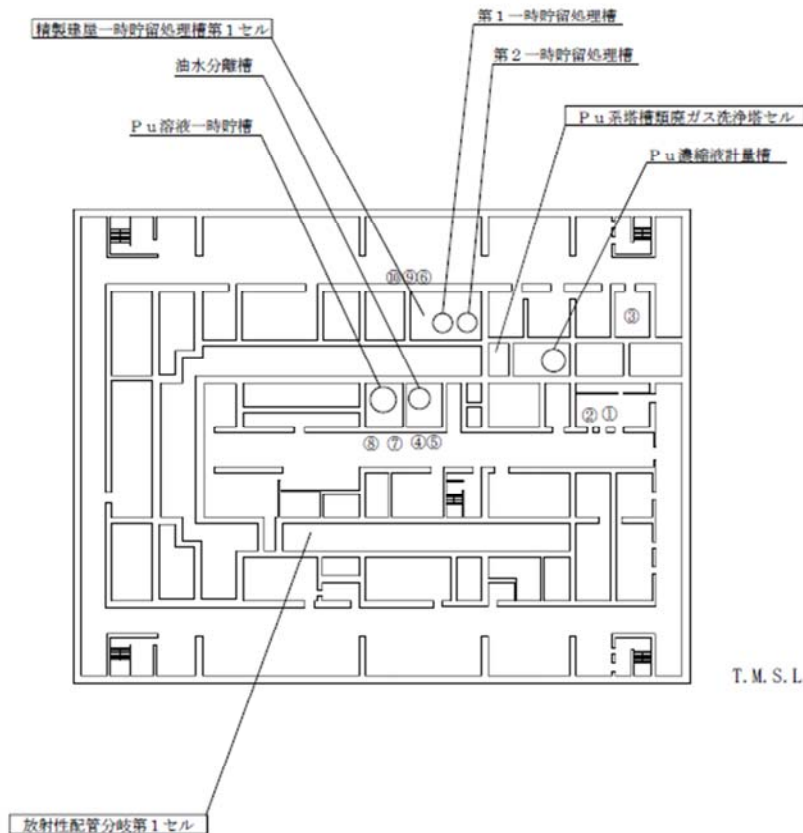 第１一時貯留処理槽
精製建屋一時貯留処理槽第１セル
第２一時貯留処理槽
油水分離槽
Ｐｕ系塔槽類廃ガス洗浄塔セル
Ｐｕ溶液一時貯槽
Ｐｕ濃縮液計量槽
⑩⑨⑥
③
② ①
⑧ ⑦ ④⑤
T.M.S.L
放射性配管分岐第１セル